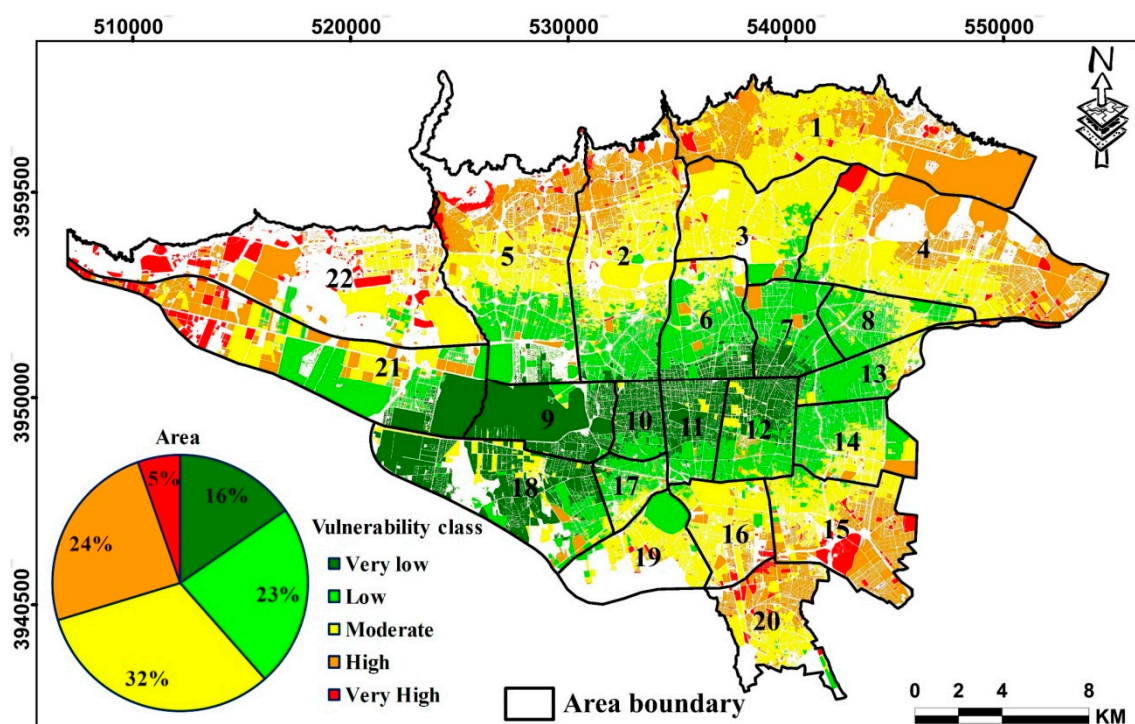 510000 520000 530000 540000 550000
N
3959500
3950000
3940500
1
2
3
4
5
6
7
8
9
10
11
12
13
14
15
16
17
18
19
20
21
22
Area
5%
16%
24%
23%
32%
Vulnerability class
Very low
Low
Moderate
High
Very High
Area boundary
0 2 4 8
KM